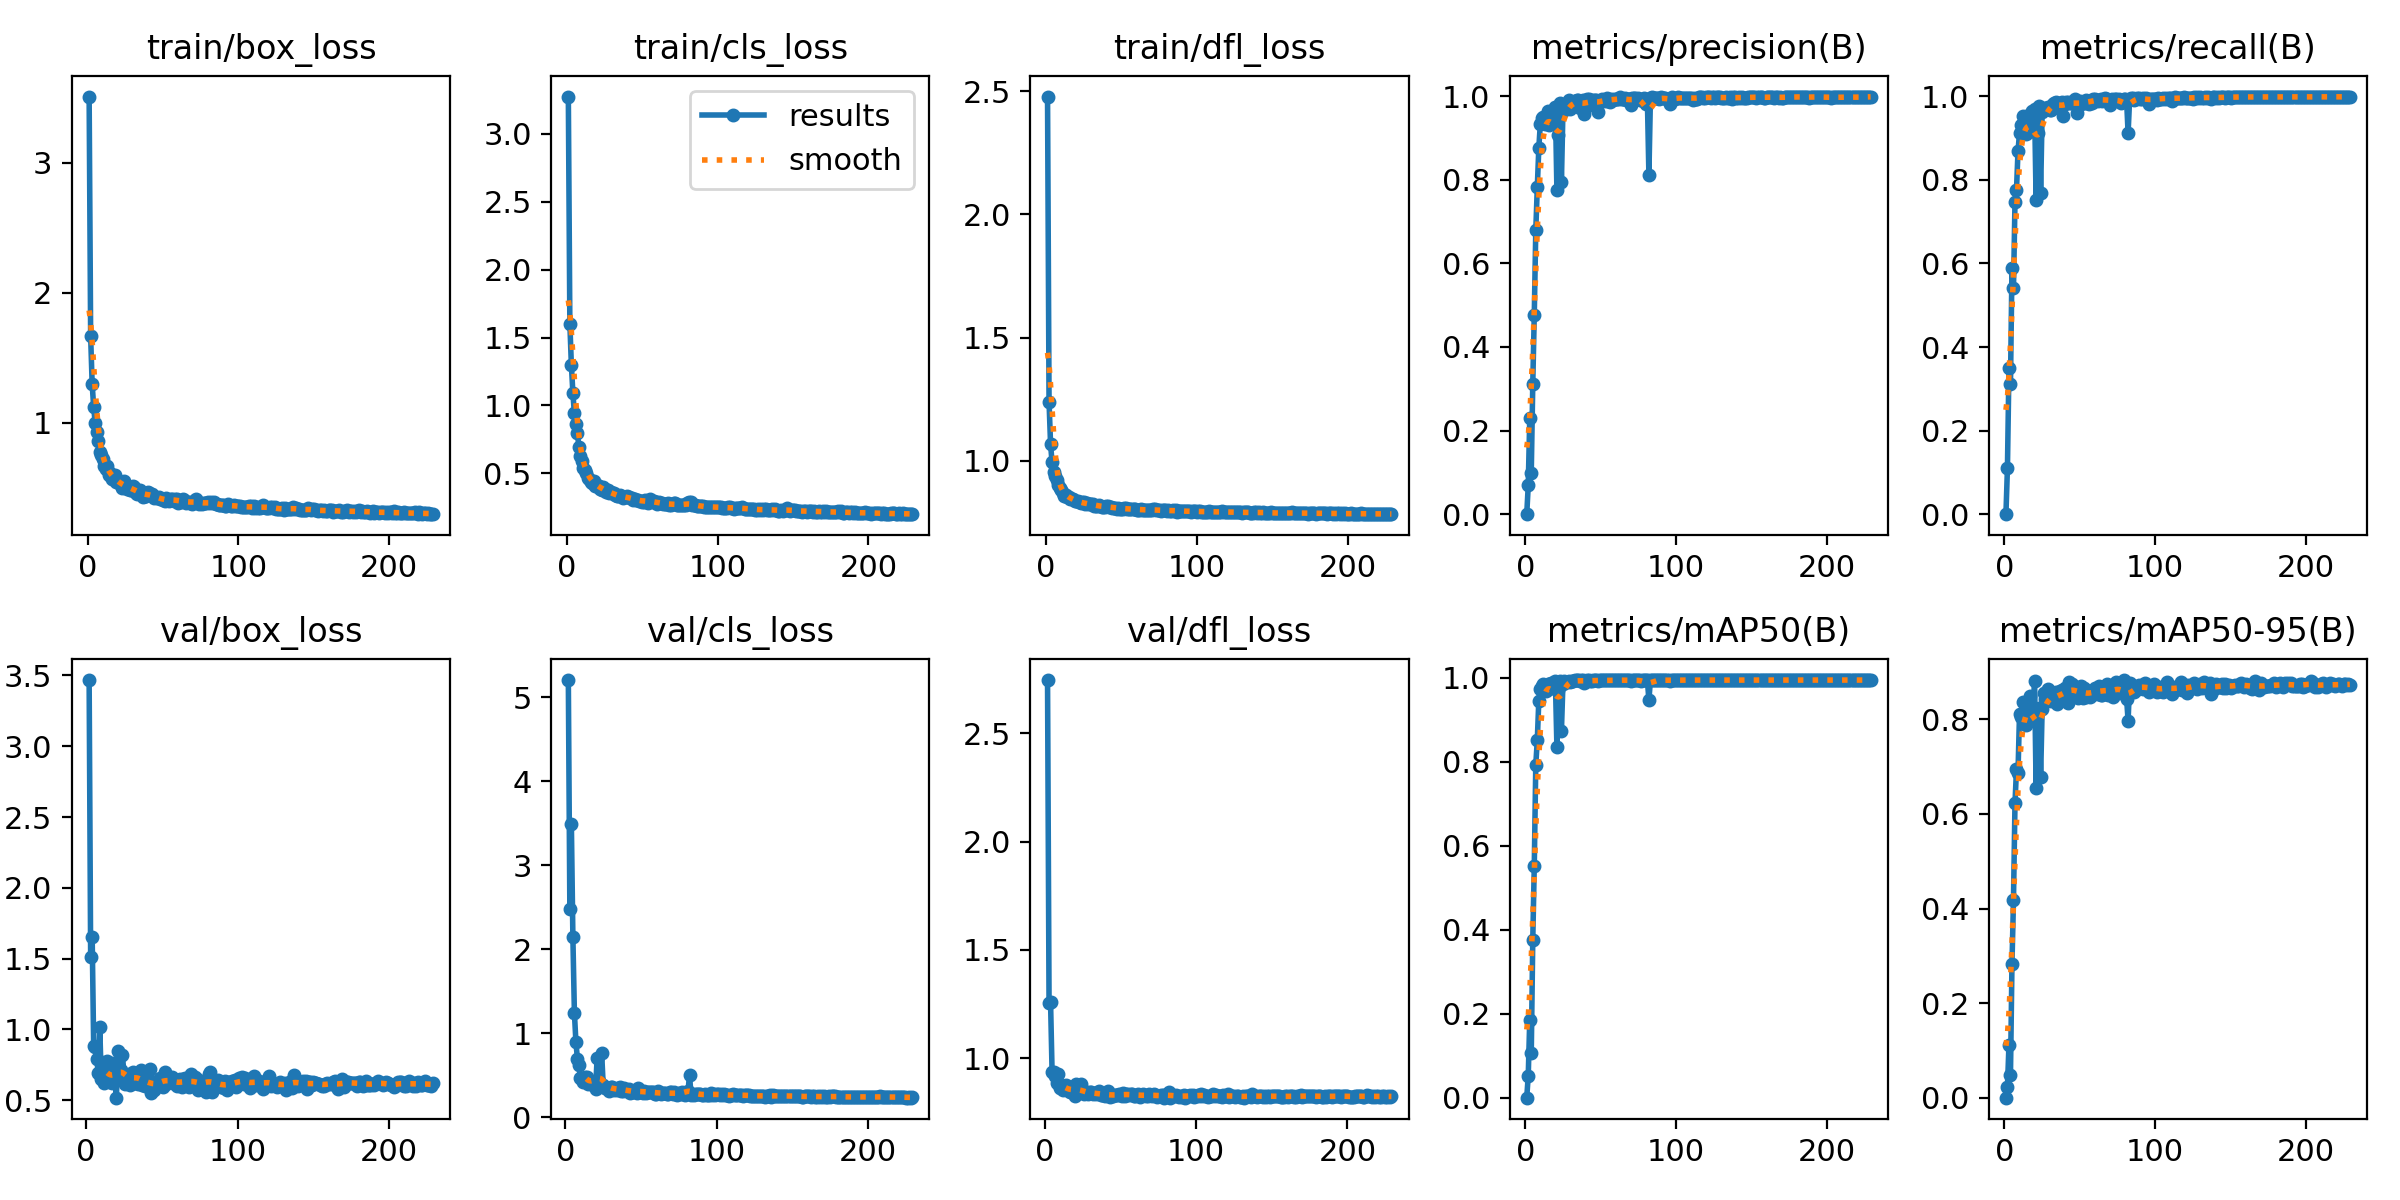 train/box_loss
train/cls_loss
train/dfl_loss
metrics/precision(B)
metrics/recall(B)
3
2
1
0 100 200
results
smooth
3.0
2.5
2.0
1.5
1.0
0.5
0 100 200
2.5
2.0
1.5
1.0
0 100 200
1.0
0.8
0.6
0.4
0.2
0.0
0 100 200
1.0
0.8
0.6
0.4
0.2
0.0
0 100 200
val/box_loss
val/cls_loss
val/dfl_loss
metrics/mAP50(B)
metrics/mAP50-95(B)
3.5
3.0
2.5
2.0
1.5
1.0
0.5
0 100 200
5
4
3
2
1
0
0 100 200
2.5
2.0
1.5
1.0
0 100 200
1.0
0.8
0.6
0.4
0.2
0.0
0 100 200
0.8
0.6
0.4
0.2
0.0
0 100 200